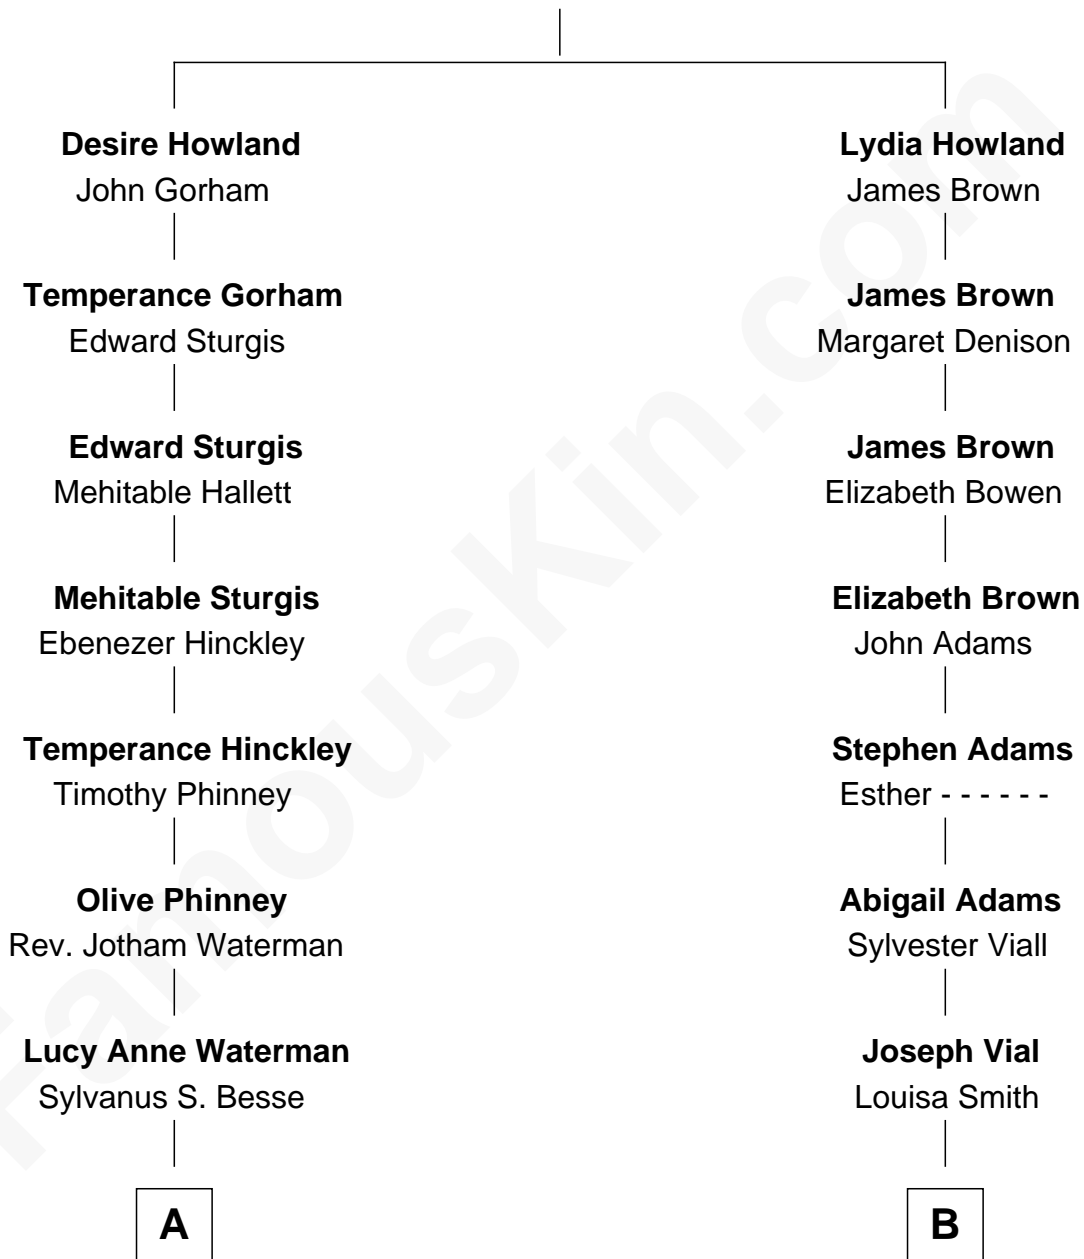 Desire Howland
John Gorham
Lydia Howland
James Brown
Temperance Gorham
Edward Sturgis
James Brown
Margaret Denison
Edward Sturgis
Mehitable Hallett
James Brown
Elizabeth Bowen
Mehitable Sturgis
Ebenezer Hinckley
Elizabeth Brown
John Adams
Temperance Hinckley
Timothy Phinney
Stephen Adams
Esther - - - - - -
Olive Phinney
Rev. Jotham Waterman
Abigail Adams
Sylvester Viall
Lucy Anne Waterman
Sylvanus S. Besse
Joseph Vial
Louisa Smith
A
B
FamousKin.com